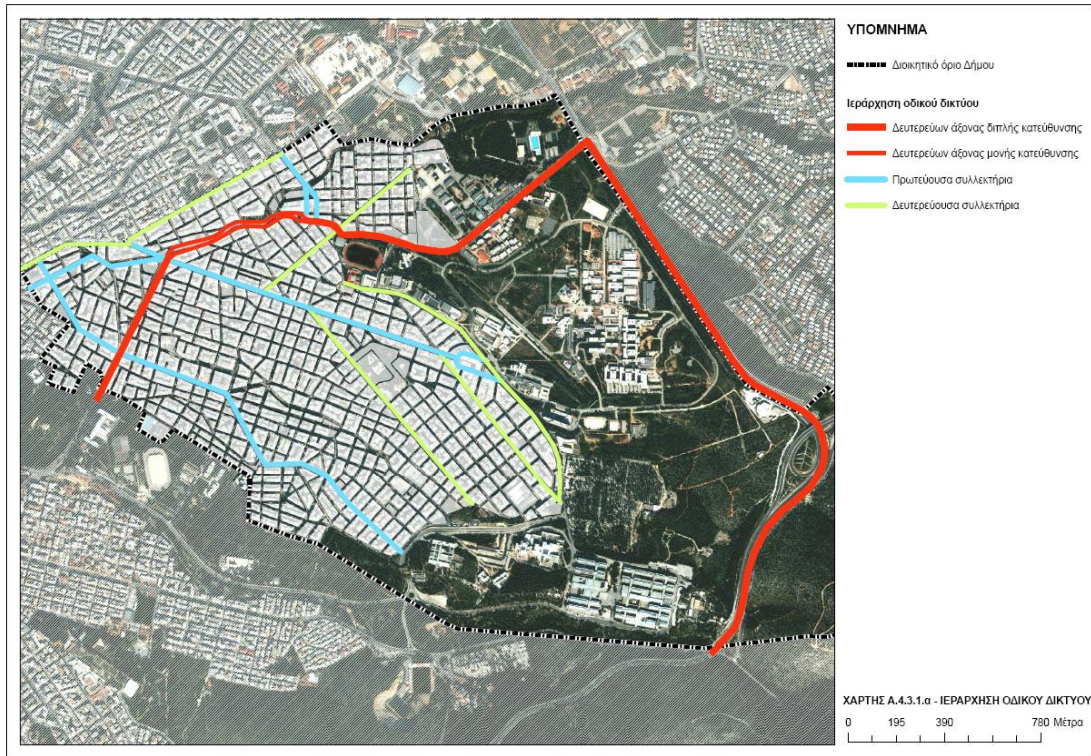 ΥΠΟΜΝΗΜΑ
Διοικητικό όριο Δήμου
Ιεράρχηση οδικού δικτύου
Δευτερεύων άξονας διπλής κατεύθυνσης
Δευτερεύων άξονας μονής κατεύθυνσης
Πρωτεύουσα συλλεκτήρια
Δευτερεύουσα συλλεκτήρια
ΧΑΡΤΗΣ Α.4.3.1.α - ΙΕΡΑΡΧΗΣΗ ΟΔΙΚΟΥ ΔΙΚΤΥΟΥ
0 195 390 780 Μέτρα